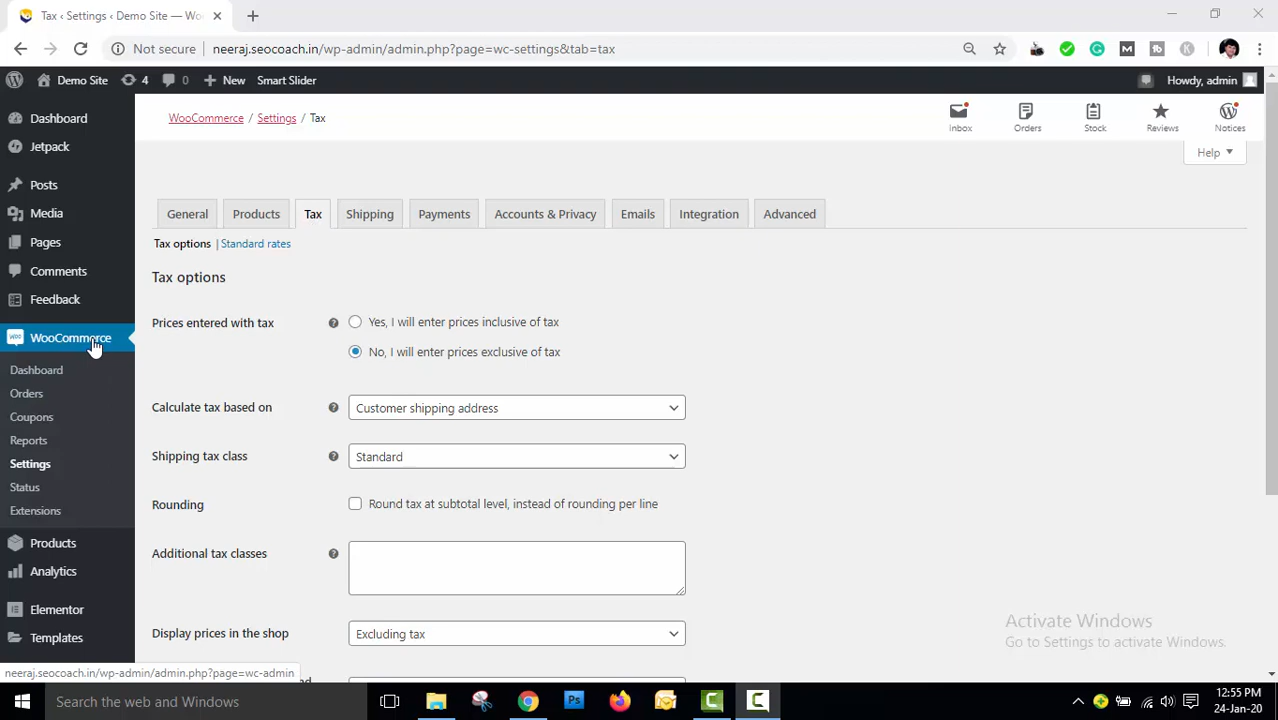 Tax ‹ Settings ‹ Demo Site — Wo
Not secure neeraj.seocoach.in/wp-admin/admin.php?page=wc-settings&tab=tax
Demo Site 4 0 New Smart Slider Howdy, admin
Dashboard
Jetpack
Posts
Media
Pages
Comments
Feedback
WooCommerce
Dashboard
Orders
Coupons
Reports
Settings
Status
Extensions
Products
Analytics
Elementor
Templates
WooCommerce / Settings / Tax
Inbox Orders Stock Reviews Notices
Help
General Products Tax Shipping Payments Accounts & Privacy Emails Integration Advanced
Tax options | Standard rates
Tax options
Prices entered with tax Yes, I will enter prices inclusive of tax
No, I will enter prices exclusive of tax
Calculate tax based on Customer shipping address
Shipping tax class Standard
Rounding Round tax at subtotal level, instead of rounding per line
Additional tax classes
Display prices in the shop Excluding tax
Activate Windows
Go to Settings to activate Windows.
neeraj.seocoach.in/wp-admin/admin.php?page=wc-admin
Search the web and Windows
12:55 PM
24-Jan-20